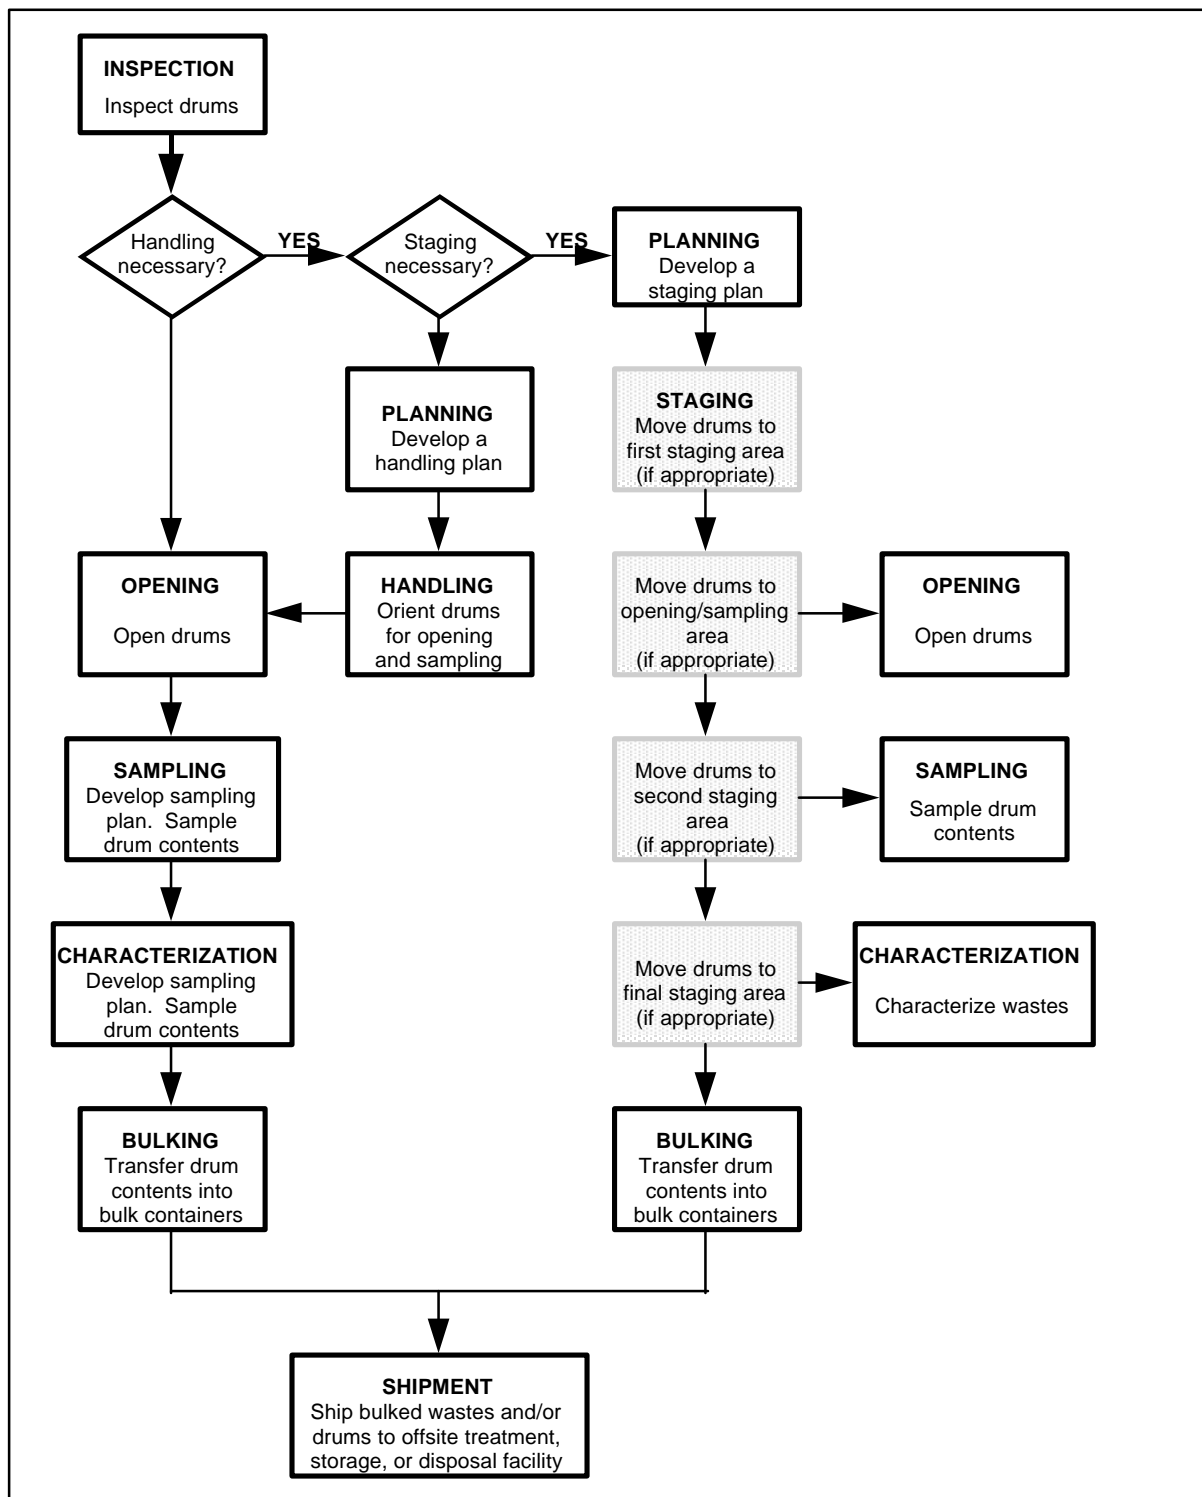 INSPECTION
Inspect drums
Handling
necessary?
YES
Staging
necessary?
YES
PLANNING
Develop a
staging plan
PLANNING
Develop a
handling plan
STAGING
Move drums to
first staging area
(if appropriate)
OPENING
Open drums
HANDLING
Orient drums
for opening
and sampling
Move drums to
opening/sampling
area
(if appropriate)
OPENING
Open drums
SAMPLING
Develop sampling
plan.  Sample
drum contents
Move drums to
second staging
area
(if appropriate)
SAMPLING
Sample drum
contents
CHARACTERIZATION
Develop sampling
plan.  Sample
drum contents
Move drums to
final staging area
(if appropriate)
CHARACTERIZATION
Characterize wastes
BULKING
Transfer drum
contents into
bulk containers
BULKING
Transfer drum
contents into
bulk containers
SHIPMENT
Ship bulked wastes and/or
drums to offsite treatment,
storage, or disposal facility